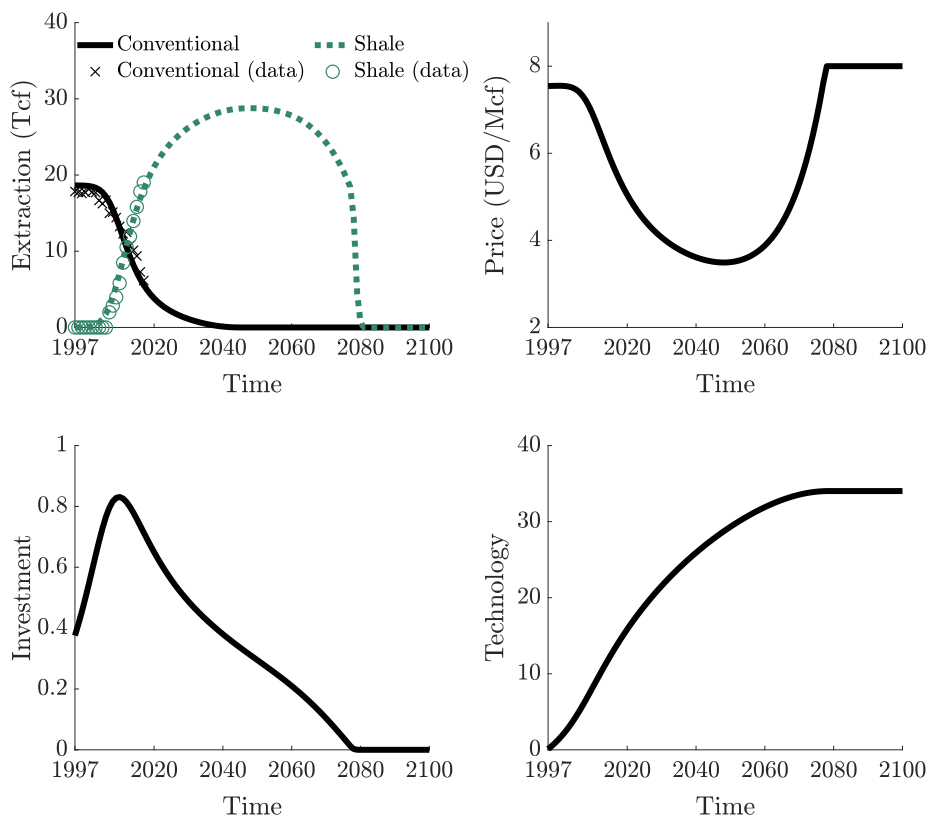 40
30
20
10
0
Extraction (Tcf)
Conventional
Shale
Conventional (data)
Shale (data)
1997 2020 2040 2060 2080 2100
Time
8
6
4
2
Price (USD/Mcf)
1997 2020 2040 2060 2080 2100
Time
1
0.8
0.6
0.4
0.2
0
Investment
1997 2020 2040 2060 2080 2100
Time
40
30
20
10
0
Technology
1997 2020 2040 2060 2080 2100
Time